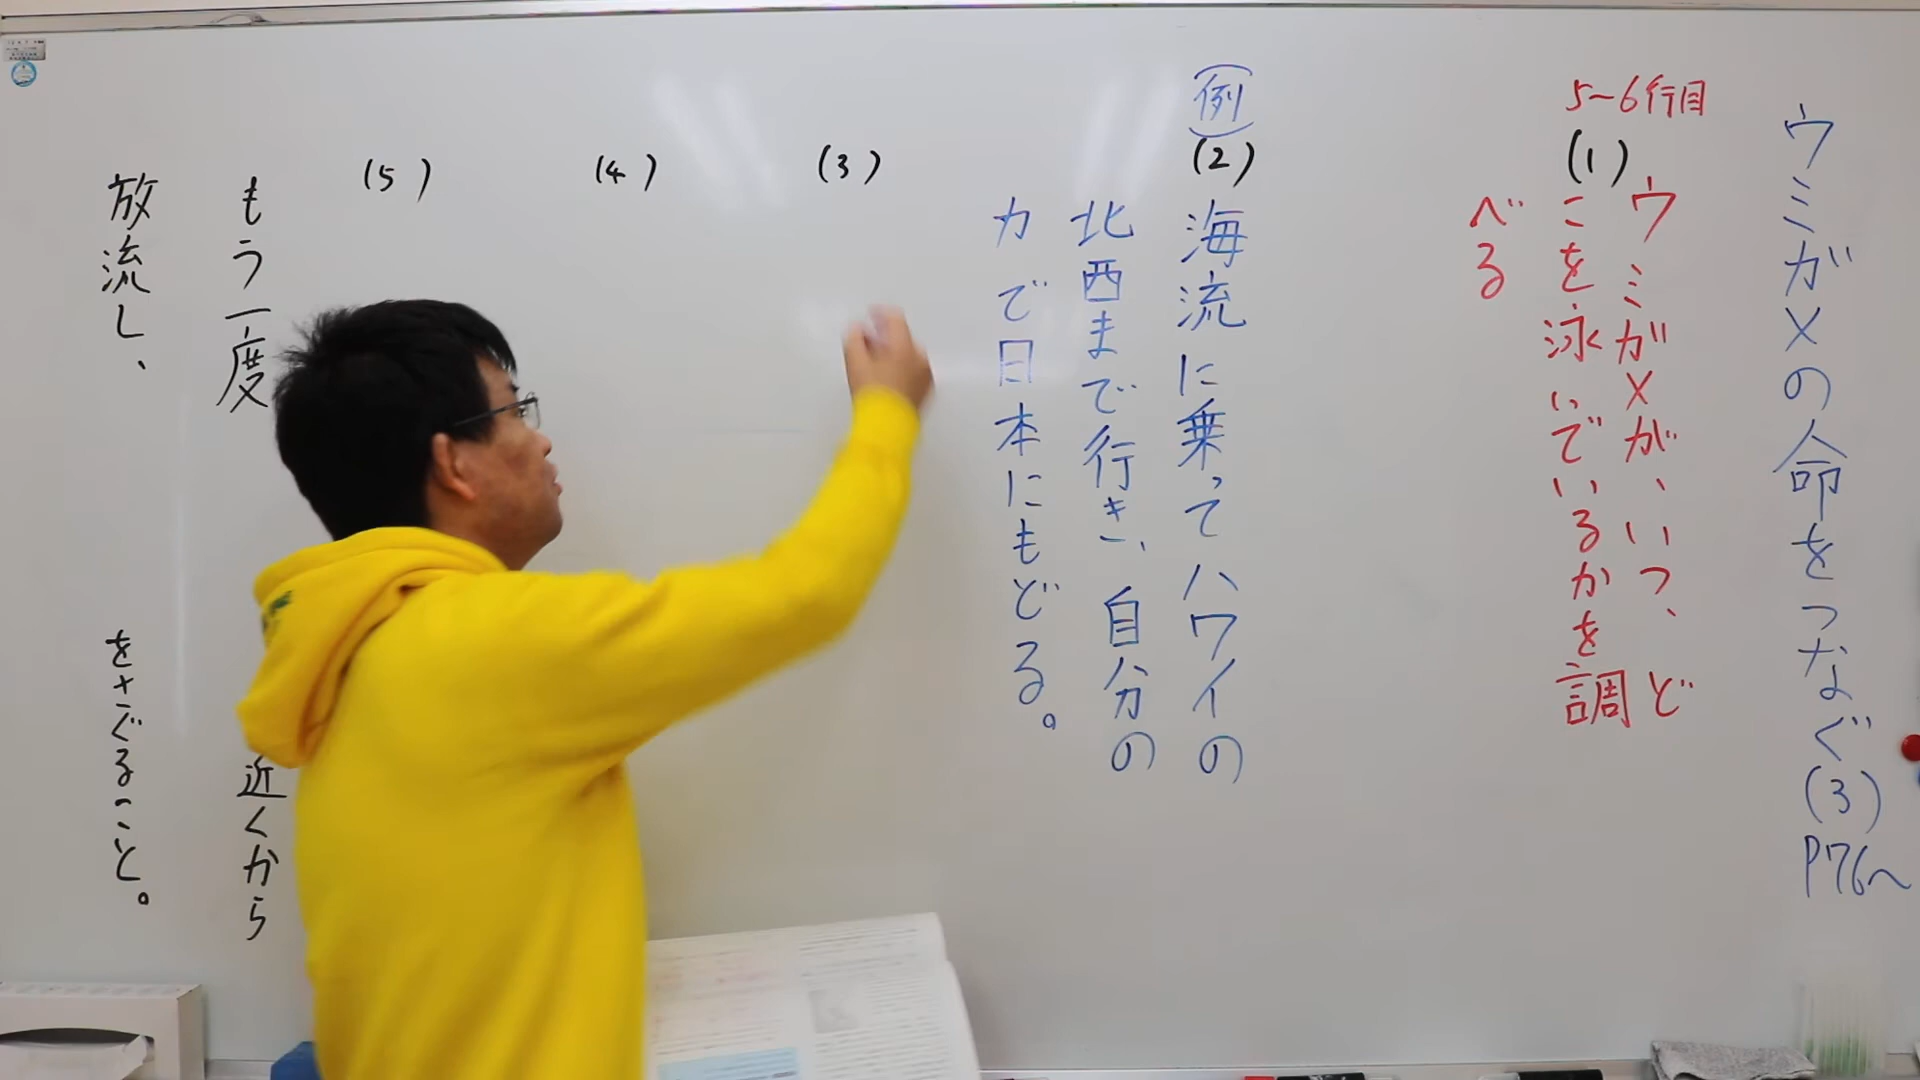 ウミガメの命をつなぐ(3)P76〜
5〜6行目
(1)
ウミガメが、いつ、ど
こを泳いでいるかを調
べる
(例)
(2)
海流に乗ってハワイの
北西まで行き、自分の
力で日本にもどる。
(3)
(4)
(5)
もう一度
近くから
放流し、
をさぐること。